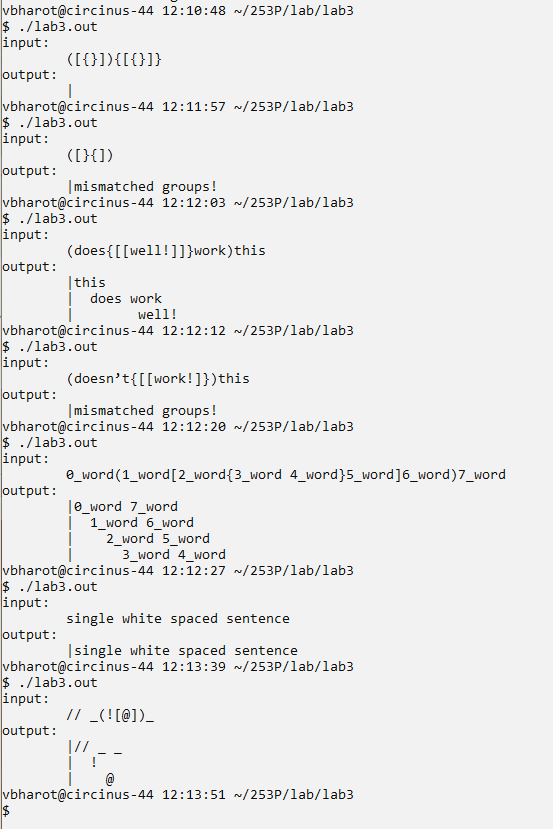 vbharot@circinus-44 12:10:48 ~/253P/lab/lab3
$ ./lab3.out
input:
        ([{}]){[{}]}
output:
        |
vbharot@circinus-44 12:11:57 ~/253P/lab/lab3
$ ./lab3.out
input:
        ([}{])
output:
        |mismatched groups!
vbharot@circinus-44 12:12:03 ~/253P/lab/lab3
$ ./lab3.out
input:
        (does{[[well!]]}work)this
output:
        |this
        |  does work
        |        well!
vbharot@circinus-44 12:12:12 ~/253P/lab/lab3
$ ./lab3.out
input:
        (doesn’t{[[work!]})this
output:
        |mismatched groups!
vbharot@circinus-44 12:12:20 ~/253P/lab/lab3
$ ./lab3.out
input:
        0_word(1_word[2_word{3_word 4_word}5_word]6_word)7_word
output:
        |0_word 7_word
        |  1_word 6_word
        |    2_word 5_word
        |      3_word 4_word
vbharot@circinus-44 12:12:27 ~/253P/lab/lab3
$ ./lab3.out
input:
        single white spaced sentence
output:
        |single white spaced sentence
vbharot@circinus-44 12:13:39 ~/253P/lab/lab3
$ ./lab3.out
input:
        // _(![@])_
output:
        |// _ _
        |  !
        |    @
vbharot@circinus-44 12:13:51 ~/253P/lab/lab3
$